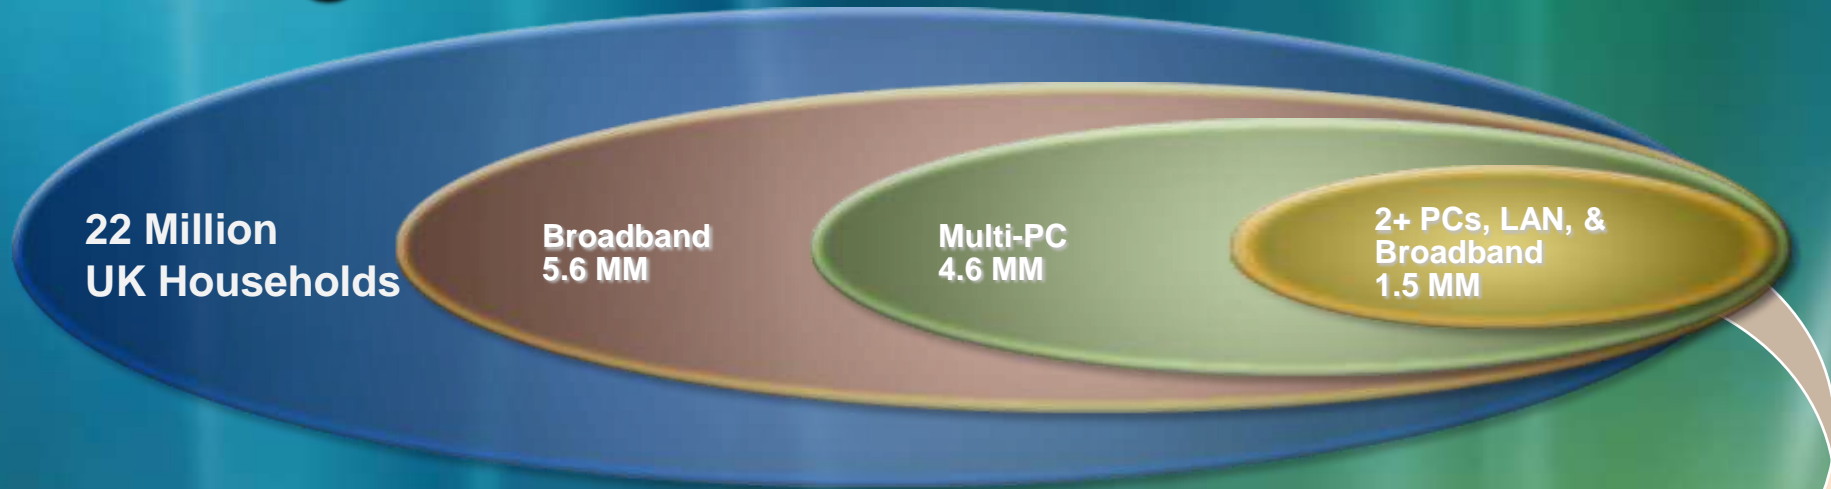 22 Million
UK Households
Broadband
5.6 MM
Multi-PC
4.6 MM
2+ PCs, LAN, &
Broadband
1.5 MM